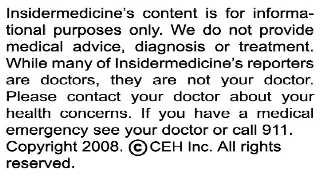 Insidermedicine's content is for informa-
tional purposes only. We do not provide
medical advice, diagnosis or treatment.
While many of Insidermedicine's reporters
are doctors, they are not your doctor.
Please contact your doctor about your
health concerns. If you have a medical
emergency see your doctor or call 911.
Copyright 2008. ©CEH Inc. All rights
reserved.